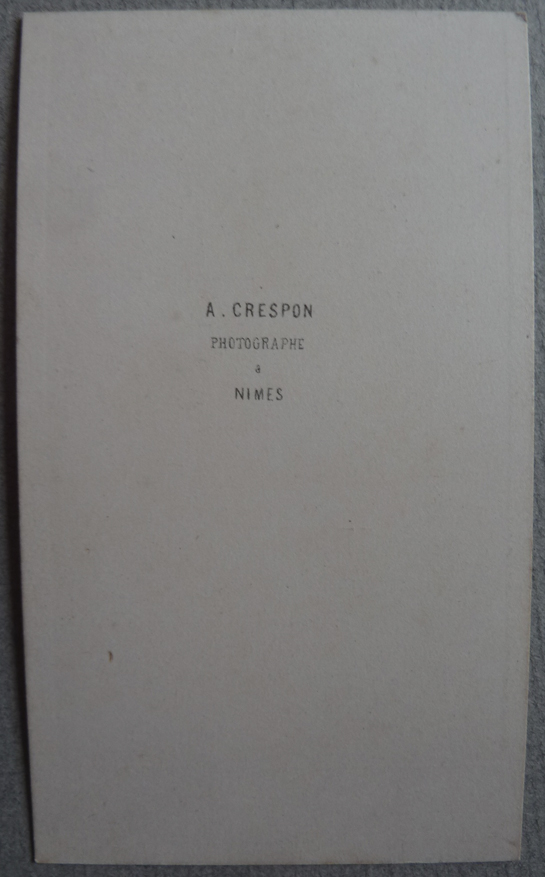 A. CRESPON
PHOTOGRAPHE
à
NIMES